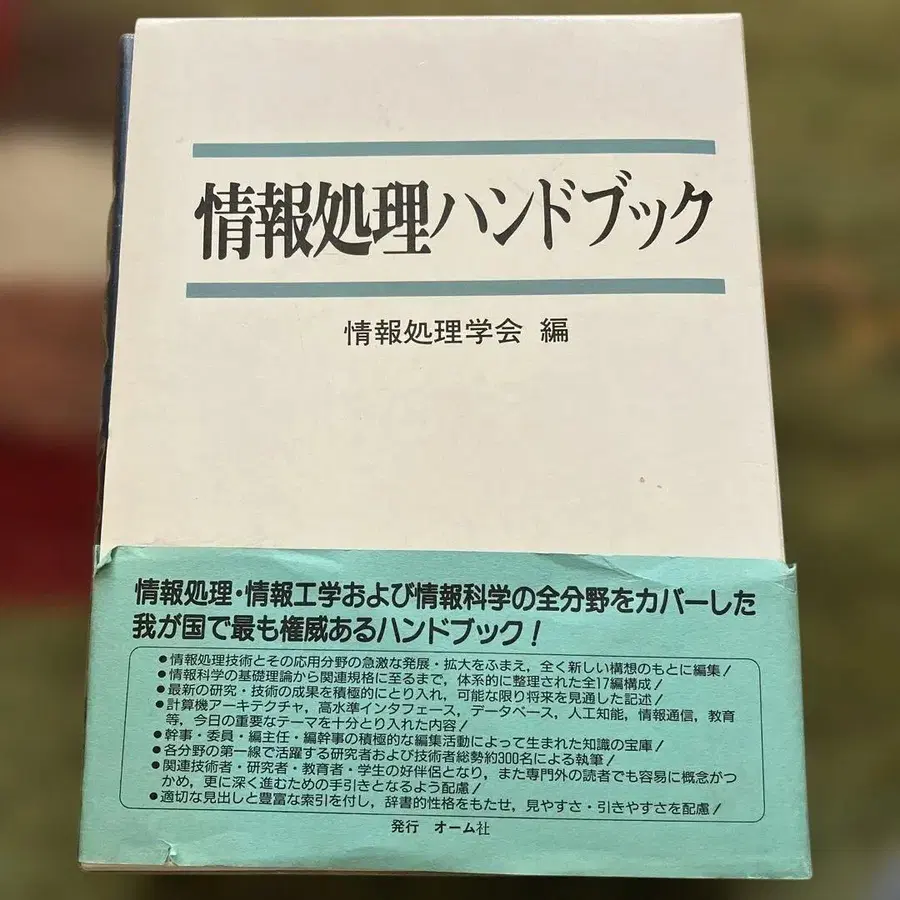 情報処理ハンドブック
情報処理学会 編
情報処理・情報工学および情報科学の全分野をカバーした
我が国で最も権威あるハンドブック!
●情報処理技術とその応用分野の急激な発展・拡大をふまえ,全く新しい構想のもとに編集!
●情報科学の基礎理論から関連規格に至るまで,体系的に整理された全17編構成!
●最新の研究・技術の成果を積極的にとり入れ,可能な限り将来を見通した記述!
●計算機アーキテクチャ,高水準インタフェース,データベース,人工知能,情報通信,教育
等,今日の重要なテーマを十分とり入れた内容!
●幹事・委員・編主任・編幹事の積極的な編集活動によって生まれた知識の宝庫!
●各分野の第一線で活躍する研究者および技術者総勢約300名による執筆!
●関連技術者・研究者・教育者・学生の好伴侶となり,また専門外の読者でも容易に概念がつ
かめ,更に深く進むための手引きとなるよう配慮!
●適切な見出しと豊富な索引を付し,辞書的性格をもたせ,見やすさ・引きやすさを配慮!
発行 オーム社